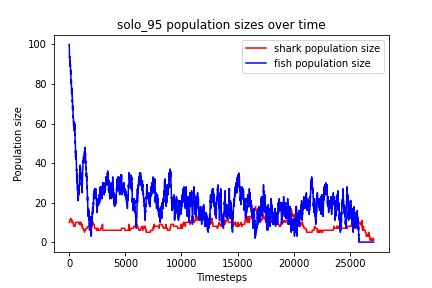 solo_95 population sizes over time
shark population size
fish population size
Population size
100
80
60
40
20
0
0
5000
10000
15000
20000
25000
Timesteps